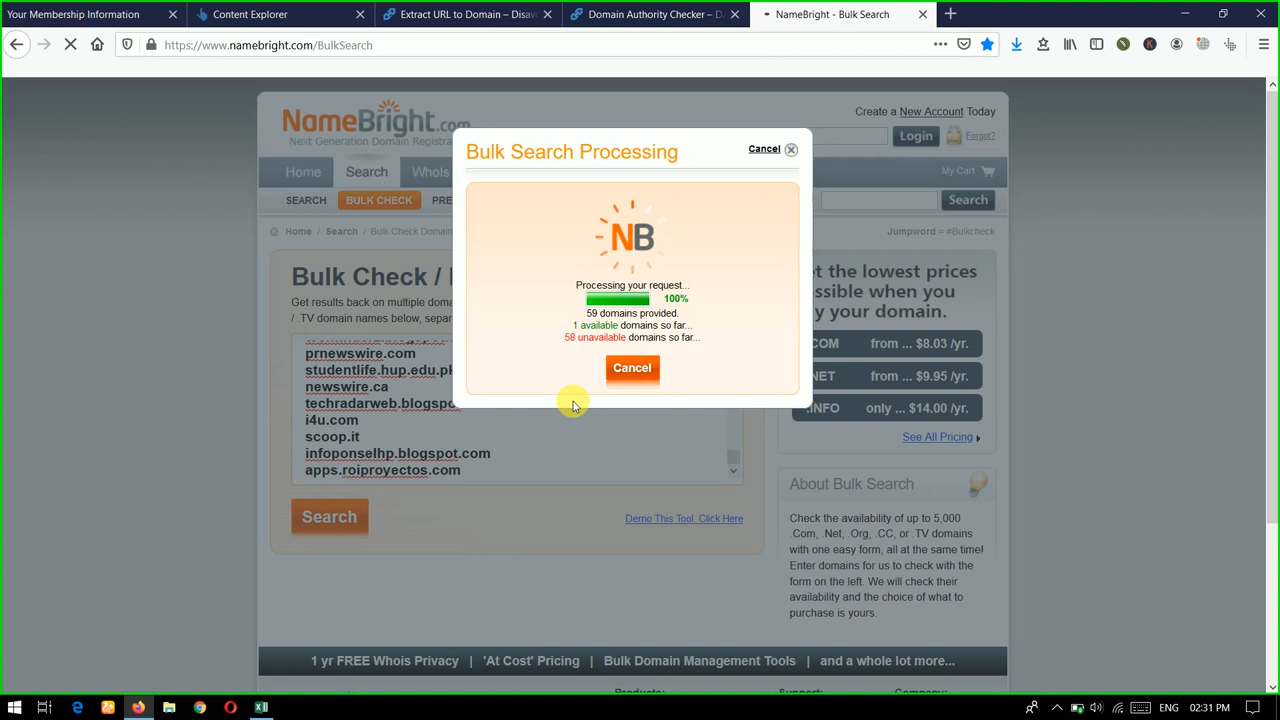 Your Membership Information
Content Explorer
Extract URL to Domain – Disav
Domain Authority Checker – D
NameBright - Bulk Search
https://www.namebright.com/BulkSearch
NameBright.com
Next Generation Domain Registra
Create a New Account Today
Login
Forgot?
Home
Search
WhoIs
My Cart
SEARCH
BULK CHECK
PRE
Search
Home / Search / Bulk Check Domain
Jumpword = #Bulkcheck
Bulk Search Processing
Cancel
NB
Processing your request...
100%
59 domains provided.
1 available domains so far...
58 unavailable domains so far...
Cancel
Bulk Check /
Get results back on multiple doma
/ .TV domain names below, sepa
prnewswire.com
studentlife.hup.edu.pk
newswire.ca
techradarweb.blogspo
i4u.com
scoop.it
infoponselhp.blogspot.com
apps.roiproyectos.com
Search
Demo This Tool Click Here
et the lowest prices
ssible when you
y your domain.
COM from ... $8.03 /yr.
NET from ... $9.95 /yr.
.INFO only ... $14.00 /yr.
See All Pricing
About Bulk Search
Check the availability of up to 5,000
.Com, .Net, .Org, .CC, or .TV domains
with one easy form, all at the same time!
Enter domains for us to check with the
form on the left. We will check their
availability and the choice of what to
purchase is yours.
1 yr FREE Whois Privacy | 'At Cost' Pricing | Bulk Domain Management Tools | and a whole lot more...
Products:
Support:
Company:
ENG
02:31 PM